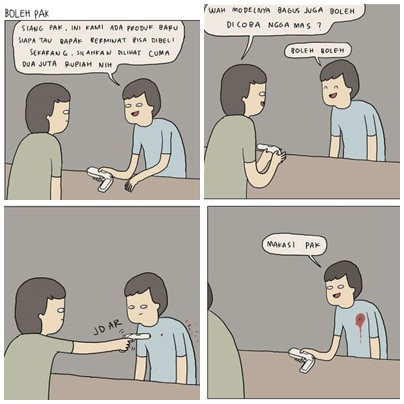 BOLEH PAK
SIANG PAK, INI KAMI ADA PRODUK BARU
SIAPA TAU BAPAK BERMINAT BISA DIBELI
SEKARANG, SILAHKAN DILIHAT CUMA
DUA JUTA RUPIAH NIH
WAH MODELNYA BAGUS JUGA BOLEH
DICOBA NGGA MAS ?
BOLEH BOLEH
JDAR
MAKASI PAK